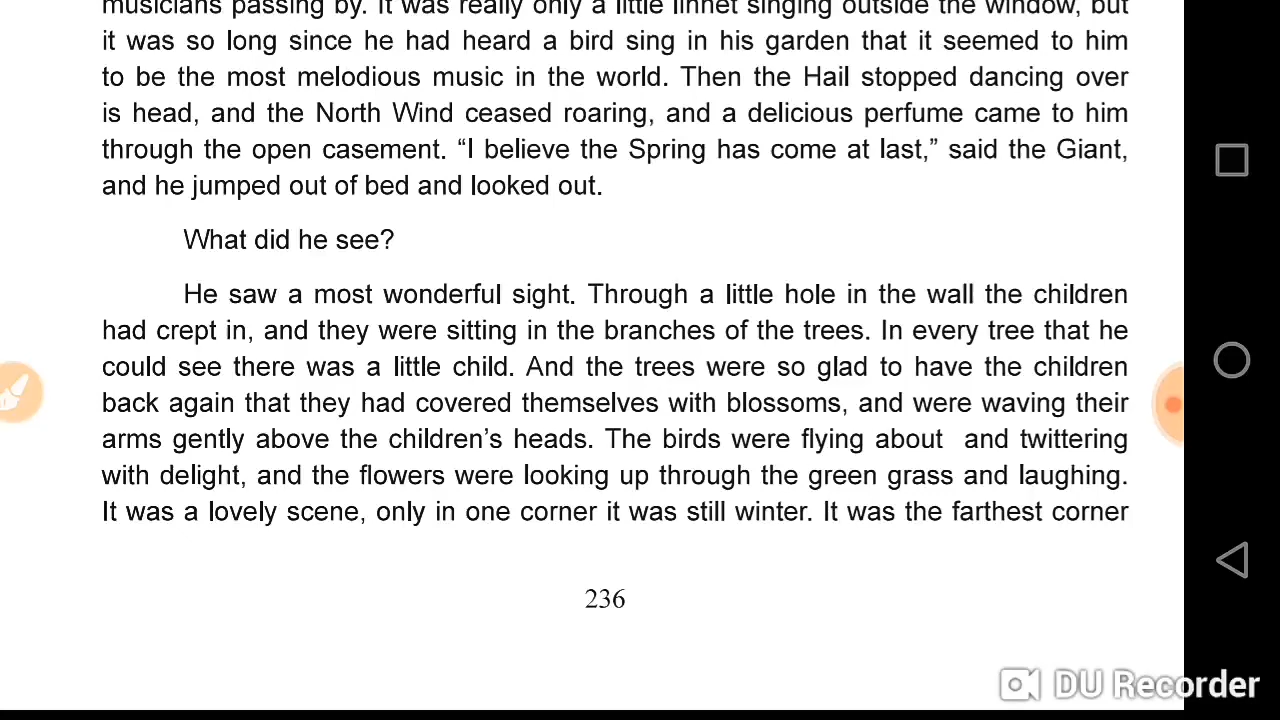 musicians passing by. It was really only a little linnet singing outside the window, but
it was so long since he had heard a bird sing in his garden that it seemed to him
to be the most melodious music in the world. Then the Hail stopped dancing over
is head, and the North Wind ceased roaring, and a delicious perfume came to him
through the open casement. “I believe the Spring has come at last,” said the Giant,
and he jumped out of bed and looked out.
What did he see?
He saw a most wonderful sight. Through a little hole in the wall the children
had crept in, and they were sitting in the branches of the trees. In every tree that he
could see there was a little child. And the trees were so glad to have the children
back again that they had covered themselves with blossoms, and were waving their
arms gently above the children’s heads. The birds were flying about and twittering
with delight, and the flowers were looking up through the green grass and laughing.
It was a lovely scene, only in one corner it was still winter. It was the farthest corner
236
DU Recorder